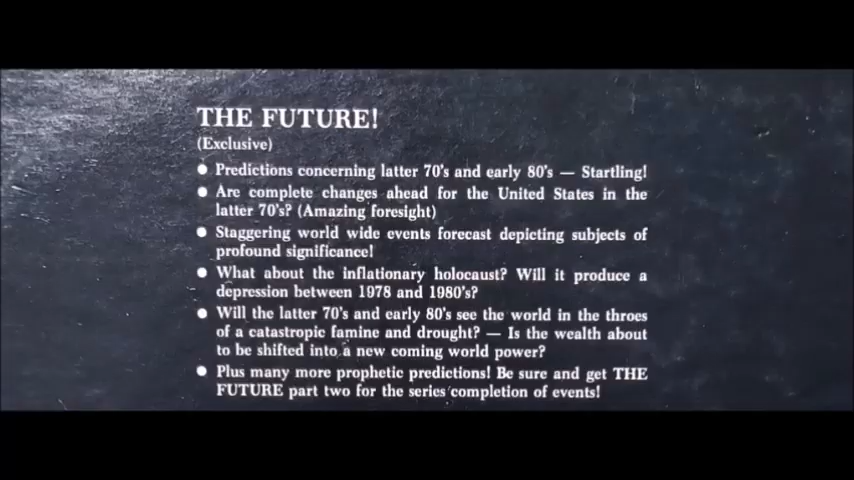 THE FUTURE!
(Exclusive)
● Predictions concerning latter 70's and early 80's — Startling!
● Are complete changes ahead for the United States in the
latter 70's? (Amazing foresight)
● Staggering world wide events forecast depicting subjects of
profound significance!
● What about the inflationary holocaust? Will it produce a
depression between 1978 and 1980's?
● Will the latter 70's and early 80's see the world in the throes
of a catastropic famine and drought? — Is the wealth about
to be shifted into a new coming world power?
● Plus many more prophetic predictions! Be sure and get THE
FUTURE part two for the series completion of events!